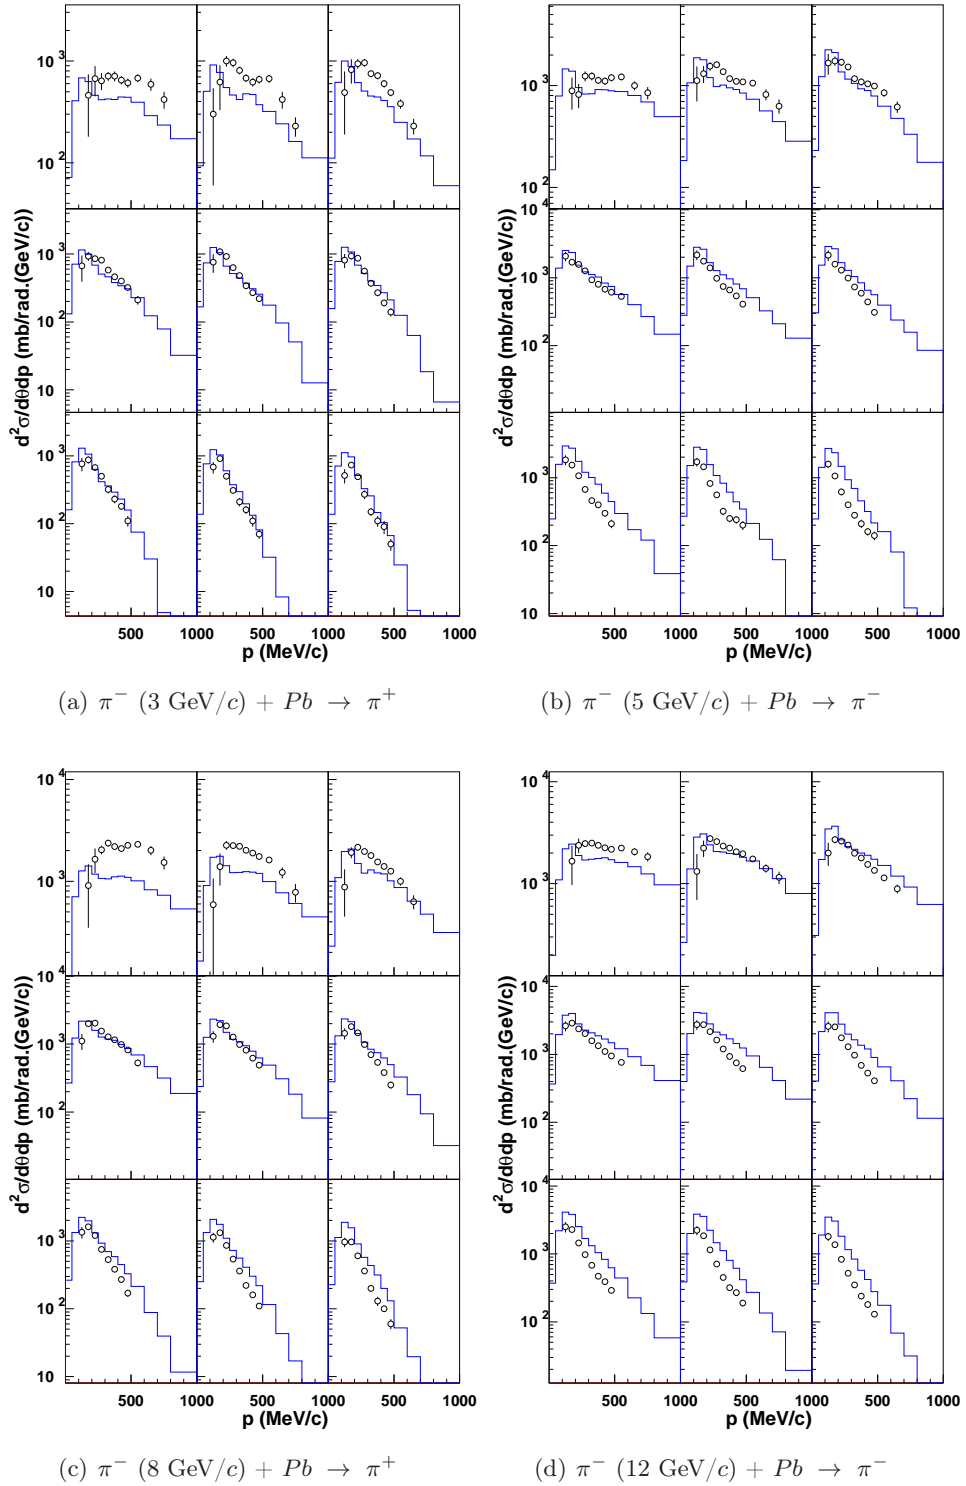 d²σ/dθdp (mb/rad.(GeV/c))
10³
10²
10³
10²
10
10³
10²
10
500 1000 500 1000 500 1000
p (MeV/c)
(a) π⁻ (3 GeV/c) + Pb → π⁺
d²σ/dθdp (mb/rad.(GeV/c))
10³
10²
10⁴
10³
10²
10³
10²
10
500 1000 500 1000 500 1000
p (MeV/c)
(b) π⁻ (5 GeV/c) + Pb → π⁻
d²σ/dθdp (mb/rad.(GeV/c))
10⁴
10³
10⁴
10³
10²
10³
10²
10
500 1000 500 1000 500 1000
p (MeV/c)
(c) π⁻ (8 GeV/c) + Pb → π⁺
d²σ/dθdp (mb/rad.(GeV/c))
10⁴
10³
10⁴
10³
10²
10⁴
10³
10²
500 1000 500 1000 500 1000
p (MeV/c)
(d) π⁻ (12 GeV/c) + Pb → π⁻